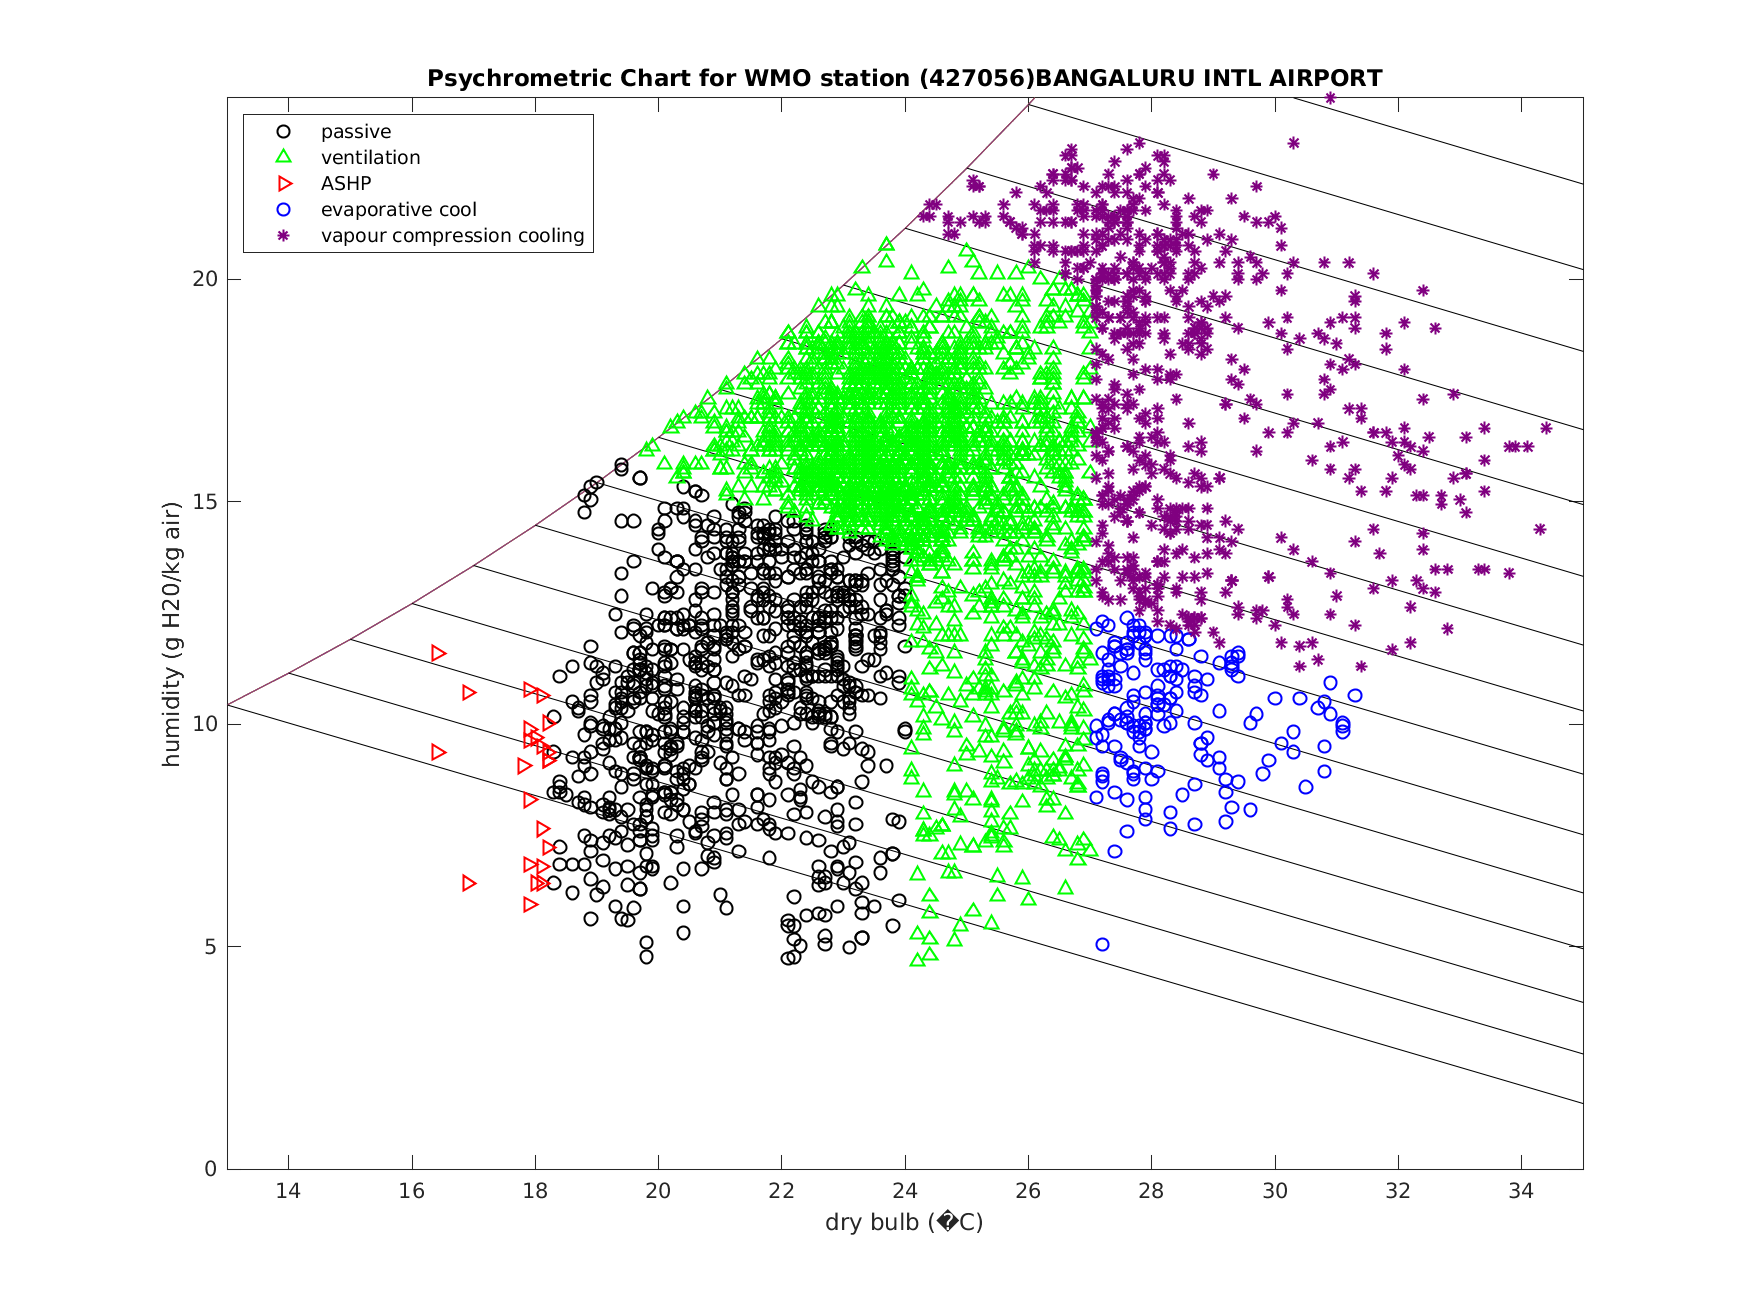 Psychrometric Chart for WMO station (427056)BANGALURU INTL AIRPORT
passive
ventilation
ASHP
evaporative cool
vapour compression cooling
humidity (g H20/kg air)
20
15
10
5
0
14 16 18 20 22 24 26 28 30 32 34
dry bulb (�C)